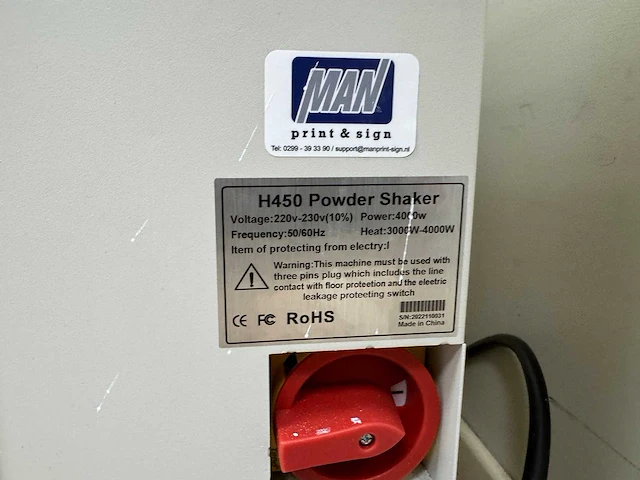 MAN
print & sign
Tel: 0299 - 39 33 90 / support@manprint-sign.nl
H450 Powder Shaker
Voltage:220v-230v(10%) Power:4000w
Frequency:50/60Hz Heat:3000W-4000W
Item of protecting from electry:I
Warning:This machine must be used with
three pins plug which includes the line
contact with floor proteetion and the eleetric
leakage proteeting switch
CE FC RoHS
S/N:2022110031
Made in China
I